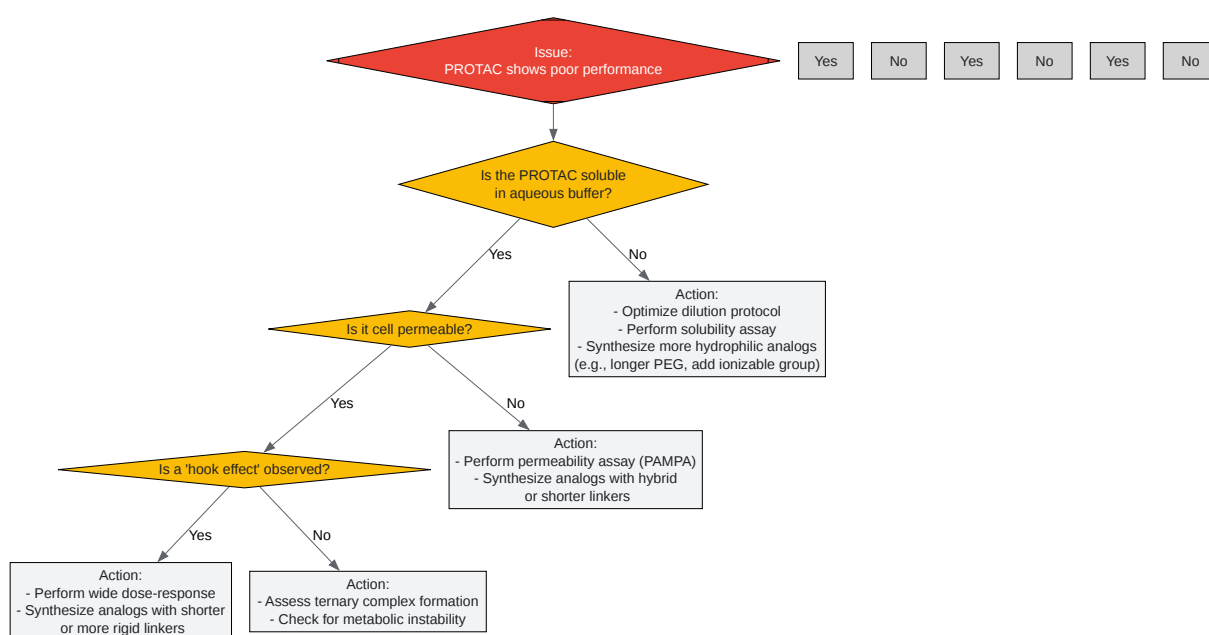 Issue:
PROTAC shows poor performance
Yes
No
Yes
No
Yes
No
Is the PROTAC soluble
in aqueous buffer?
Yes
No
Action:
- Optimize dilution protocol
- Perform solubility assay
- Synthesize more hydrophilic analogs
(e.g., longer PEG, add ionizable group)
Is it cell permeable?
Yes
No
Action:
- Perform permeability assay (PAMPA)
- Synthesize analogs with hybrid
or shorter linkers
Is a 'hook effect' observed?
Yes
No
Action:
- Perform wide dose-response
- Synthesize analogs with shorter
or more rigid linkers
Action:
- Assess ternary complex formation
- Check for metabolic instability